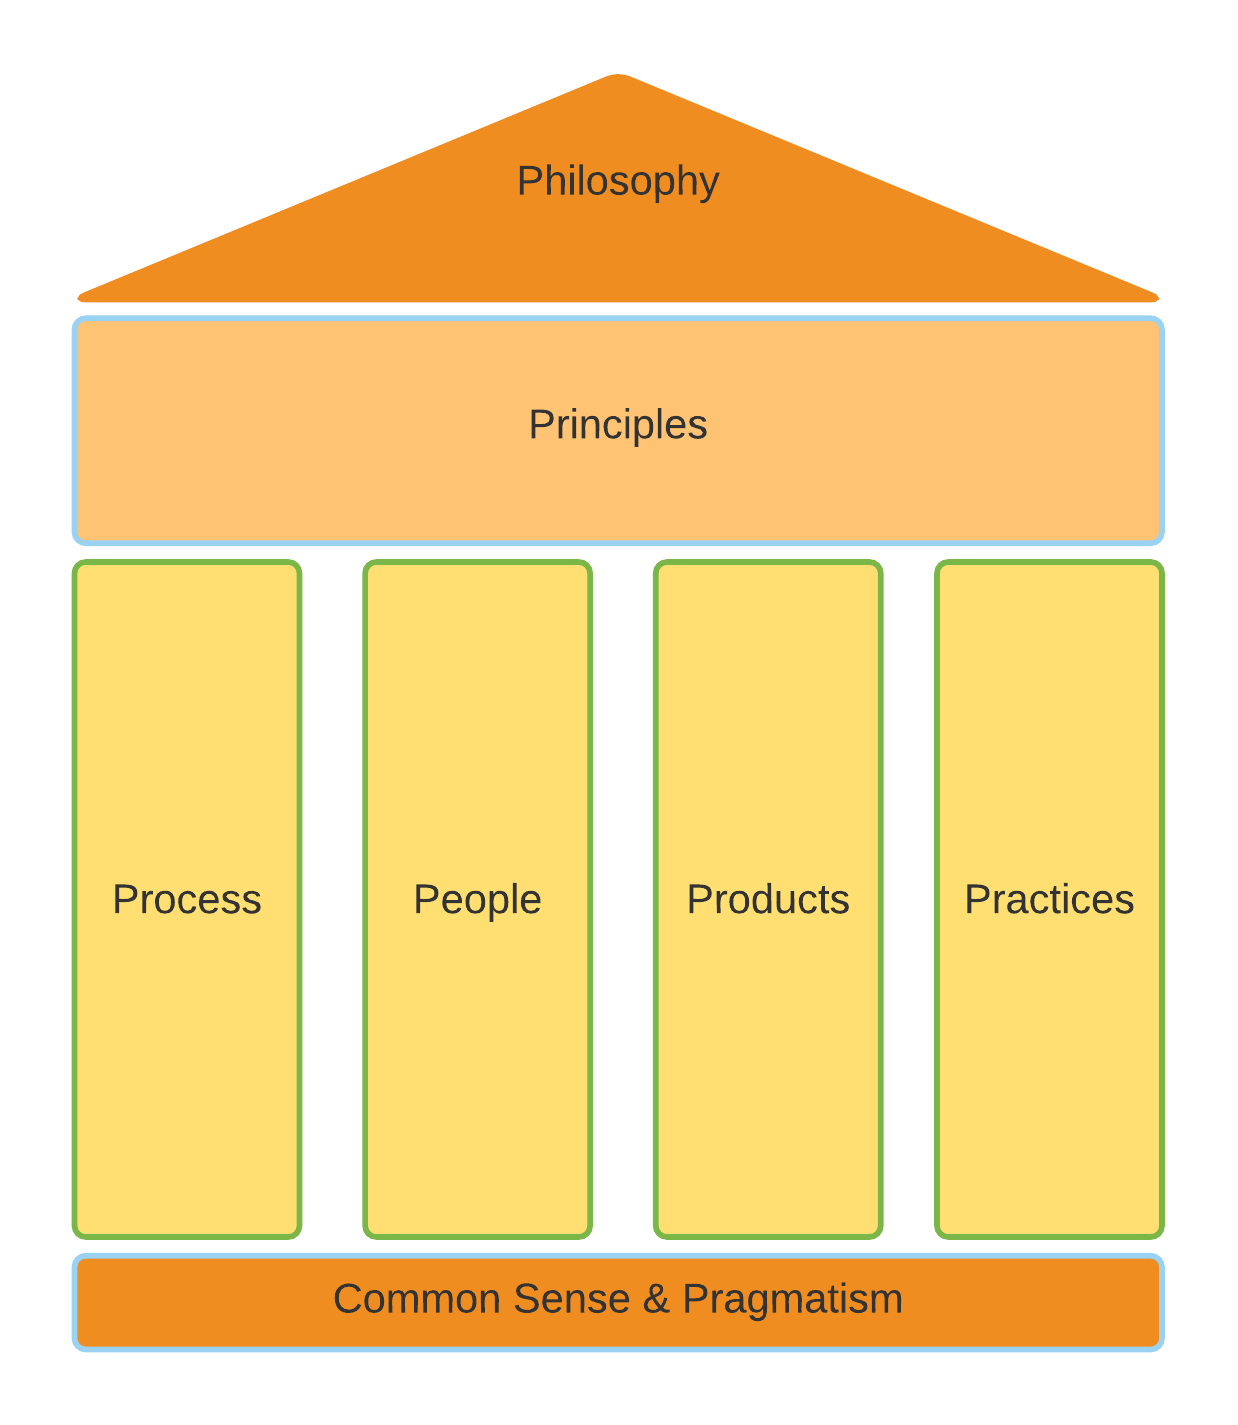 Philosophy
Principles
Process
People
Products
Practices
Common Sense & Pragmatism